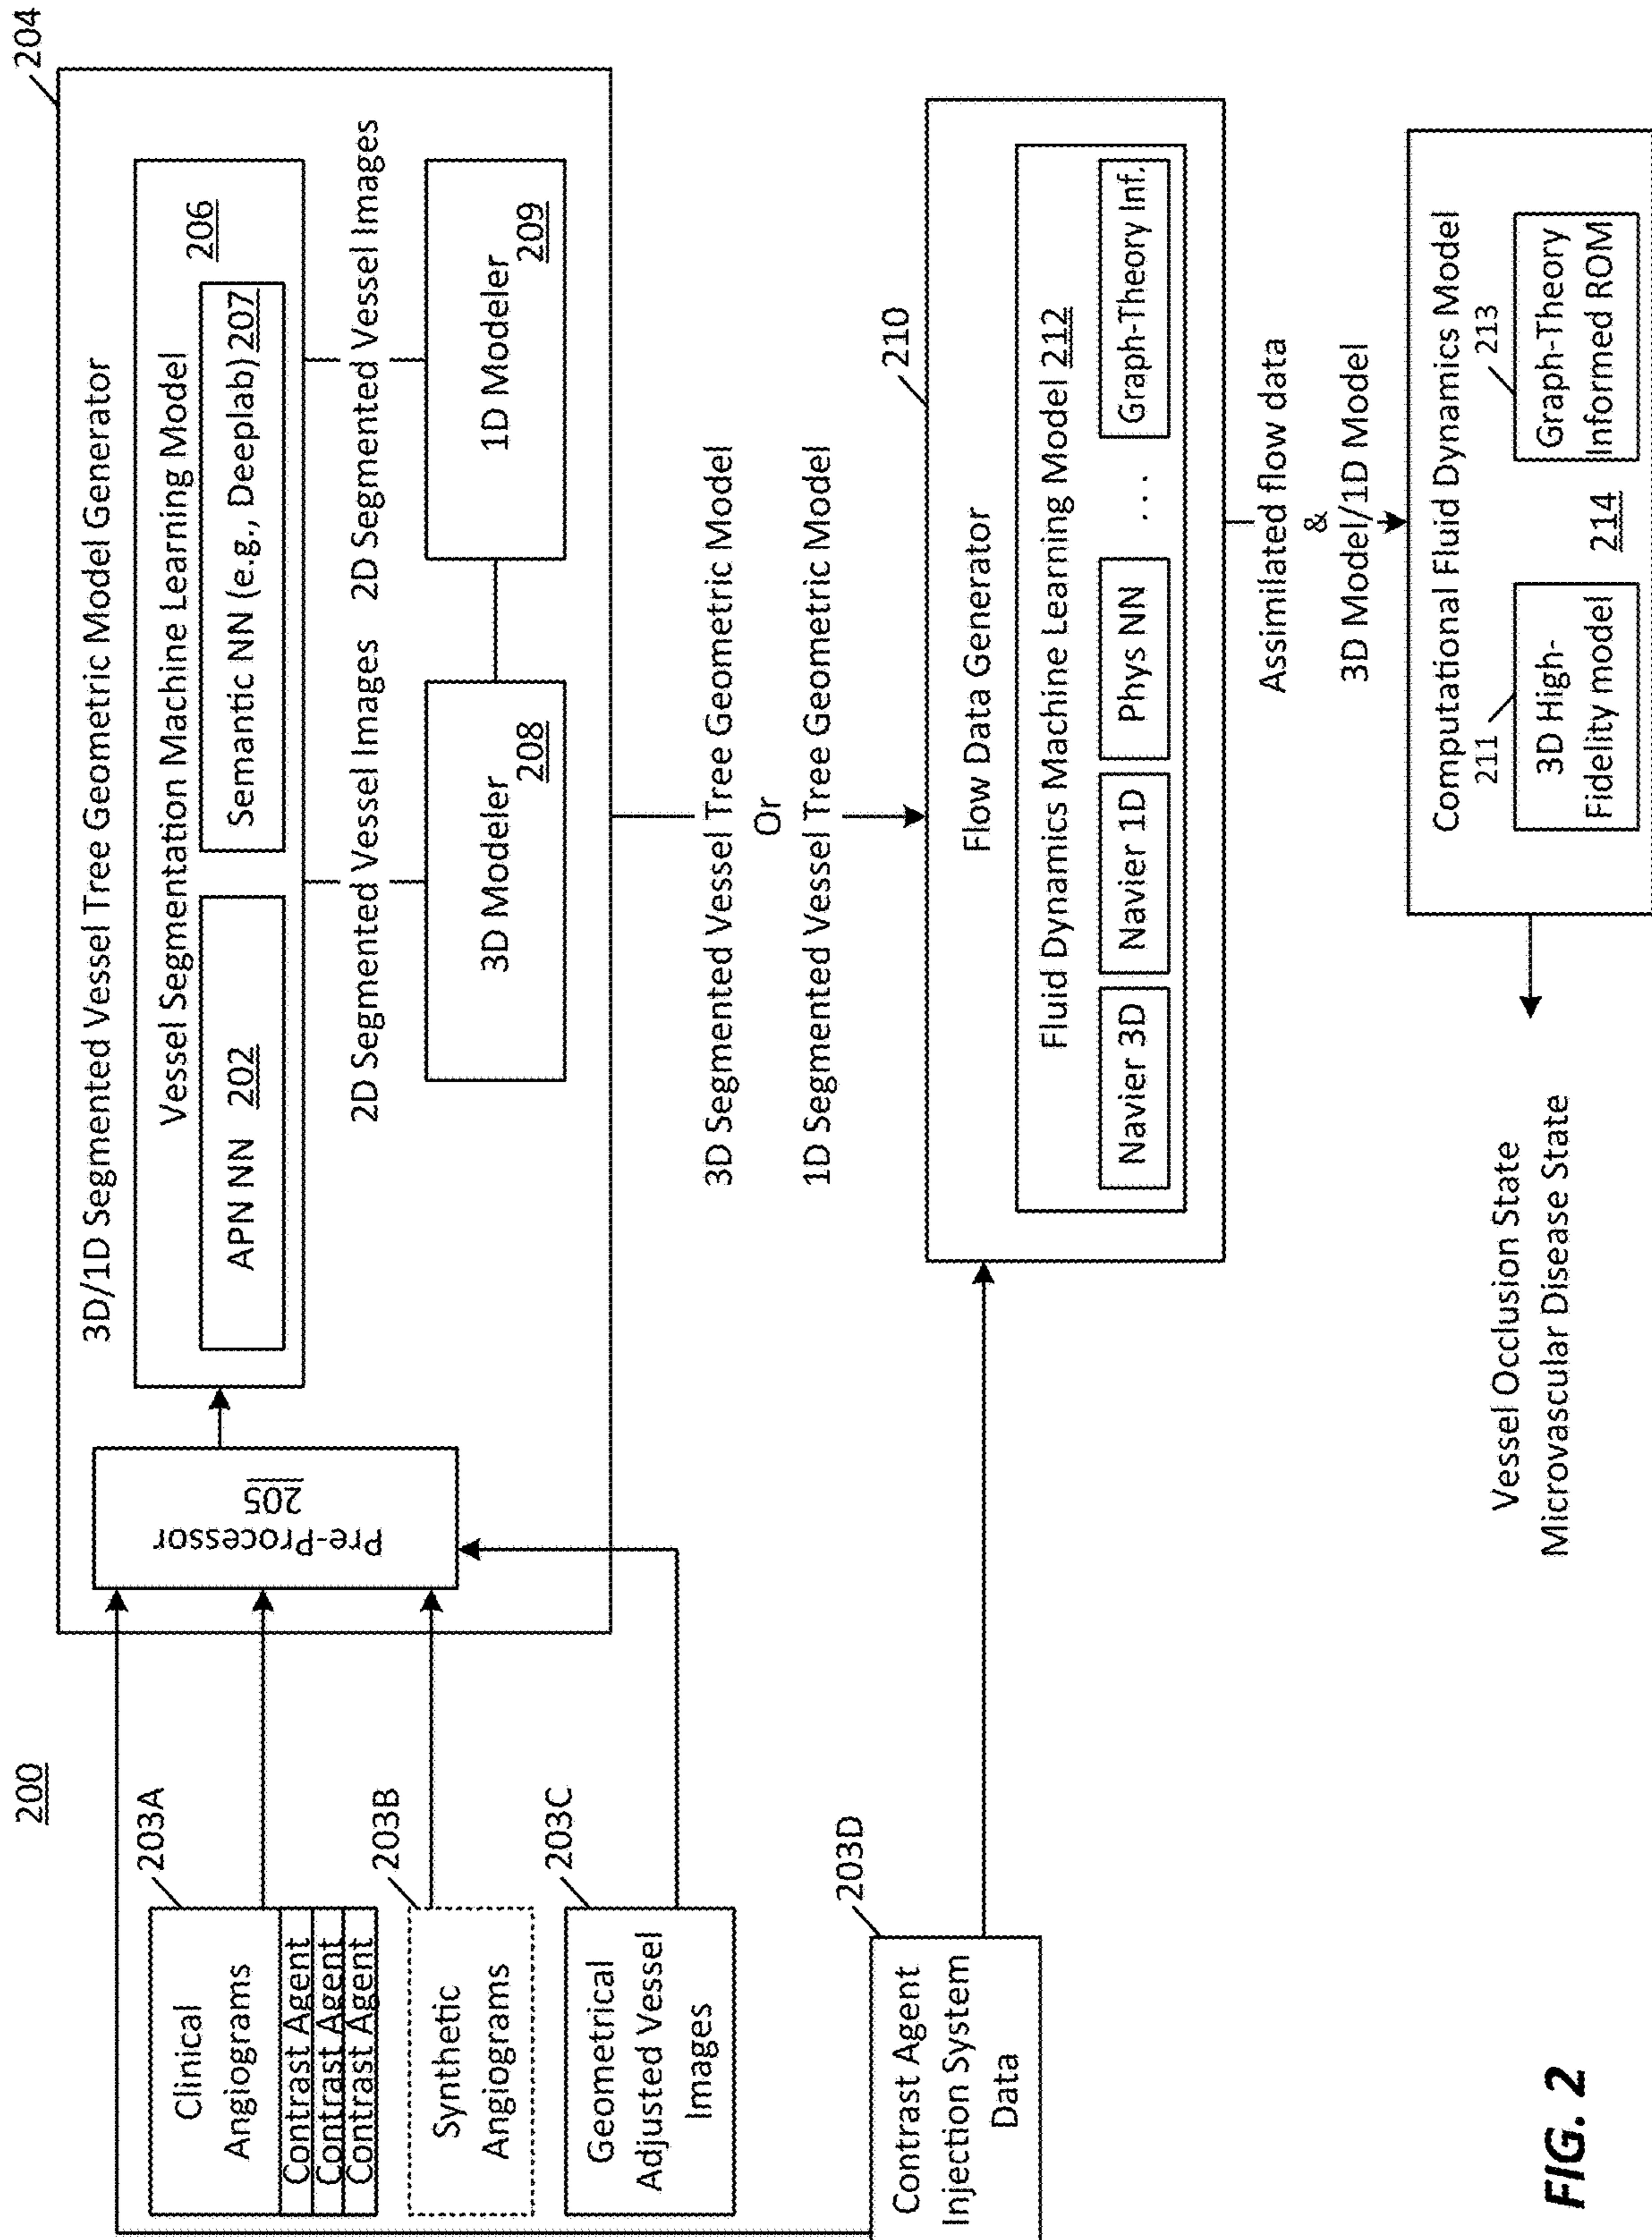 200
204
Clinical
Angiograms
Contrast Agent
Contrast Agent
Contrast Agent
203A
Synthetic
Angiograms
203B
Geometrical
Adjusted Vessel
Images
203C
Contrast Agent
Injection System
Data
203D
Pre-Processor
205
3D/1D Segmented Vessel Tree Geometric Model Generator
Vessel Segmentation Machine Learning Model
206
APN NN 202
Semantic NN (e.g., Deeplab) 207
2D Segmented Vessel Images
2D Segmented Vessel Images
3D Modeler
208
1D Modeler
209
3D Segmented Vessel Tree Geometric Model
Or
1D Segmented Vessel Tree Geometric Model
210
Flow Data Generator
Fluid Dynamics Machine Learning Model 212
Navier 3D
Navier 1D
Phys NN
...
Graph-Theory Inf.
Assimilated flow data
&
3D Model/1D Model
Computational Fluid Dynamics Model
211
213
3D High-
Fidelity model
214
Graph-Theory
Informed ROM
Vessel Occlusion State
Microvascular Disease State
FIG. 2